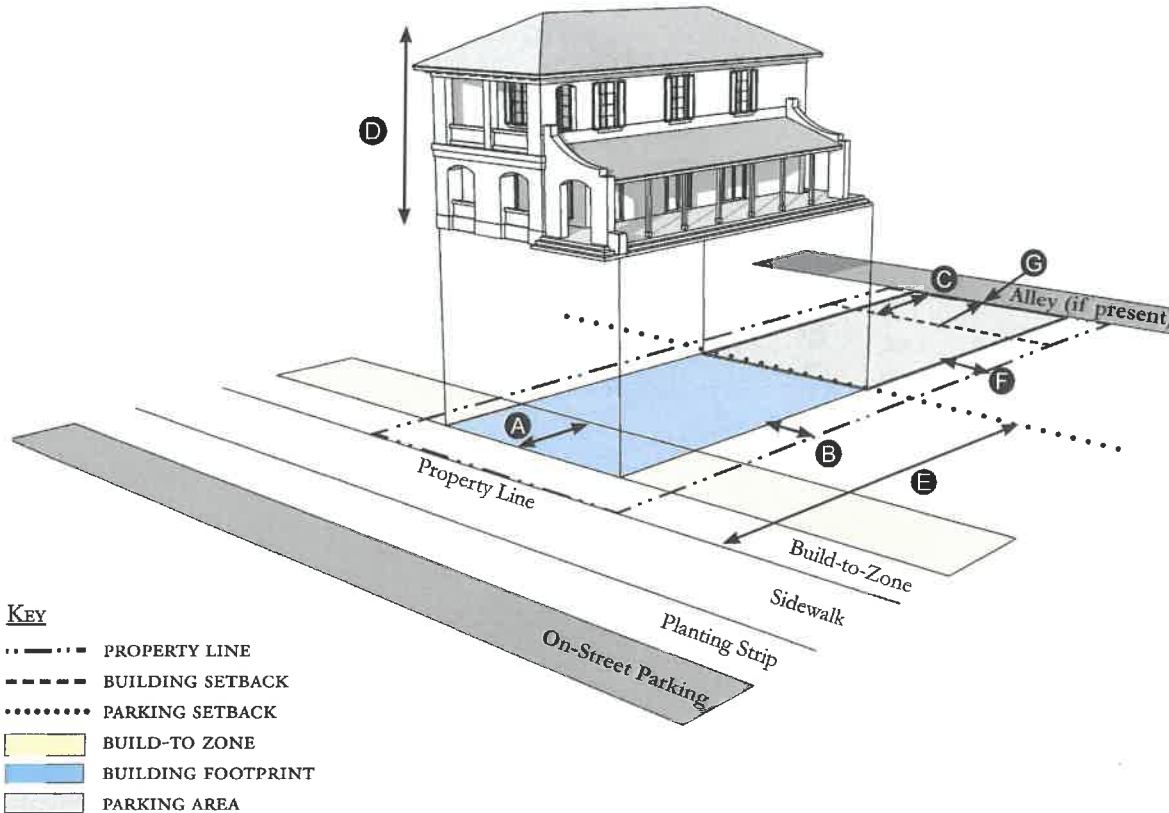 D
G
C
Alley (if present)
F
A
B
Property Line
E
Build-to-Zone
Sidewalk
Planting Strip
On-Street Parking
KEY
PROPERTY LINE
BUILDING SETBACK
PARKING SETBACK
BUILD-TO ZONE
BUILDING FOOTPRINT
PARKING AREA